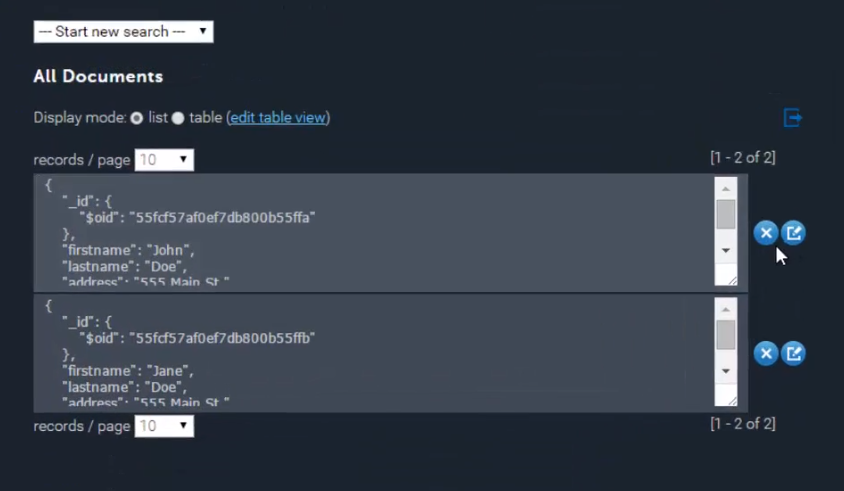 --- Start new search ---
All Documents
Display mode: list table (edit table view)
records / page 10 [1 - 2 of 2]
{
"_id": {
"$oid": "55fcf57af0ef7db800b55ffa"
},
"firstname": "John",
"lastname": "Doe",
"address": "555 Main St "
{
"_id": {
"$oid": "55fcf57af0ef7db800b55ffb"
},
"firstname": "Jane",
"lastname": "Doe",
"address": "555 Main St "
records / page 10 [1 - 2 of 2]